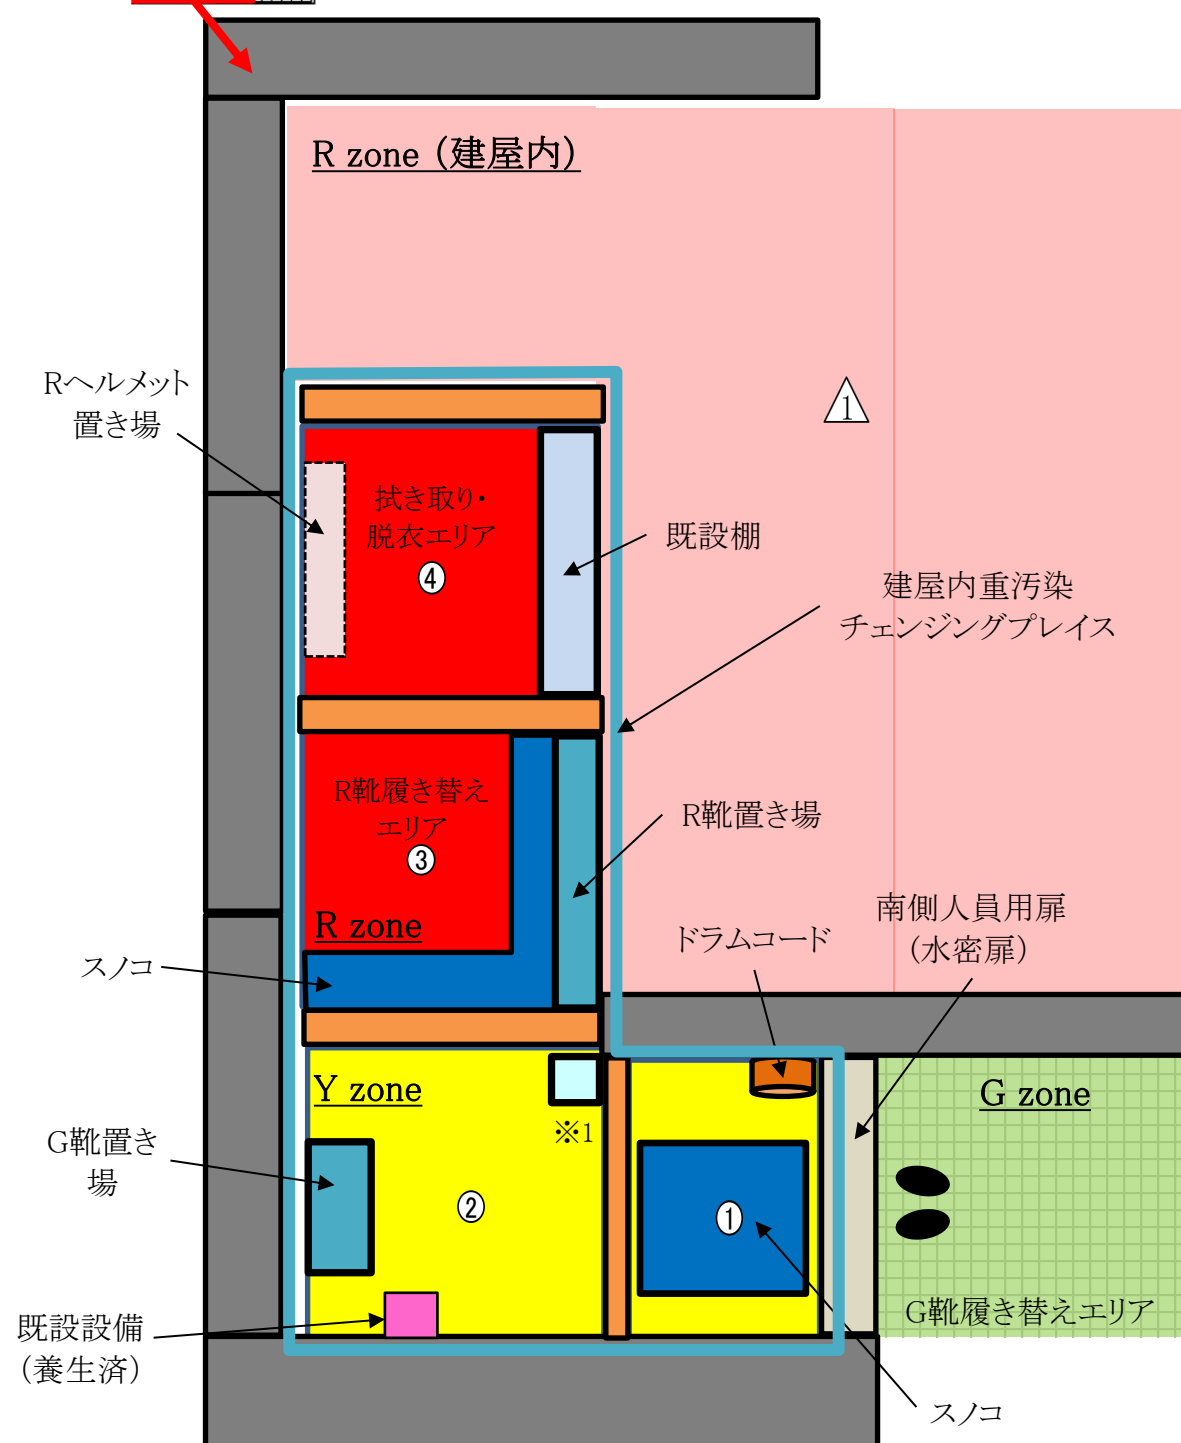 R zone（建屋内）
Rヘルメット
置き場
1
拭き取り・
脱衣エリア
④
既設棚
建屋内重汚染
チェンジングプレイス
R靴履き替え
エリア
③
R靴置き場
R zone
南側人員用扉
（水密扉）
ドラムコード
スノコ
Y zone
G zone
※1
G靴置き
場
②
①
G靴履き替えエリア
既設設備
（養生済）
スノコ